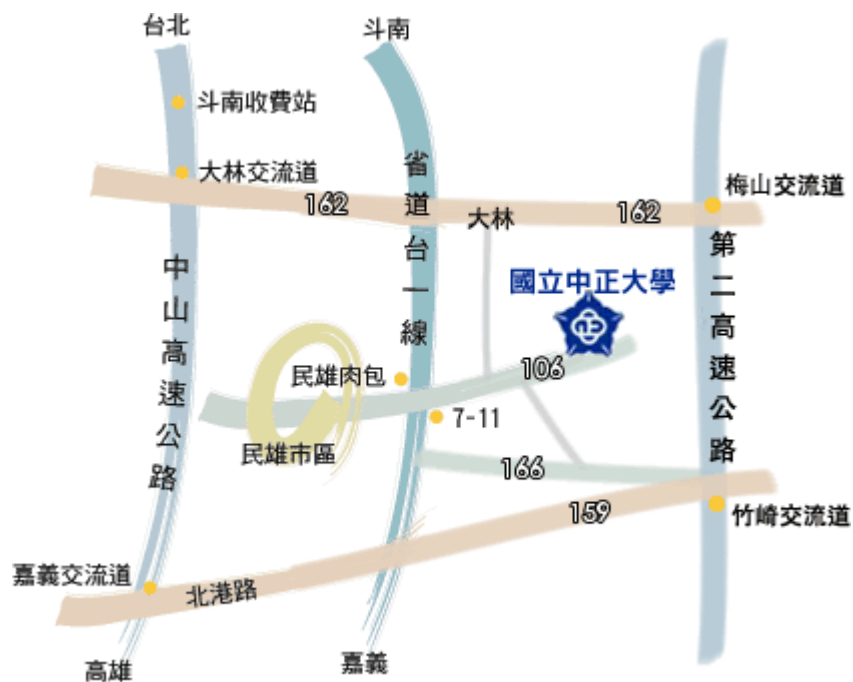 台北
斗南
斗南收費站
大林交流道
162
省道台一線
大林
162
梅山交流道
中山高速公路
國立中正大學
第二高速公路
民雄肉包
106
7-11
民雄市區
166
159
竹崎交流道
嘉義交流道
北港路
高雄
嘉義